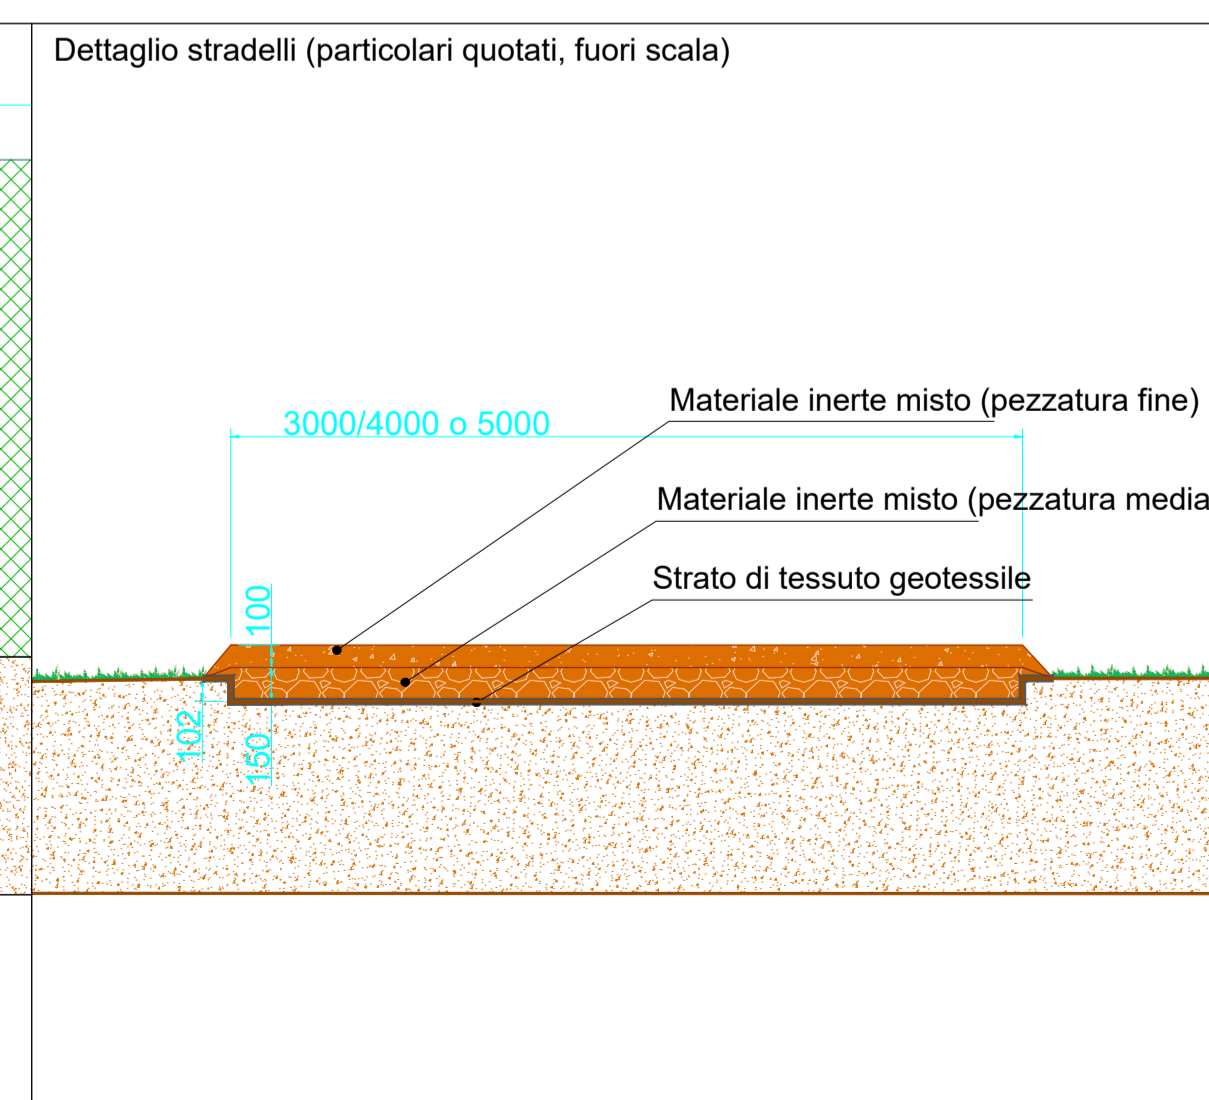 Dettaglio stradelli (particolari quotati, fuori scala)
Materiale inerte misto (pezzatura fine)
3000/4000 o 5000
Materiale inerte misto (pezzatura media
Strato di tessuto geotessile
100
102
150